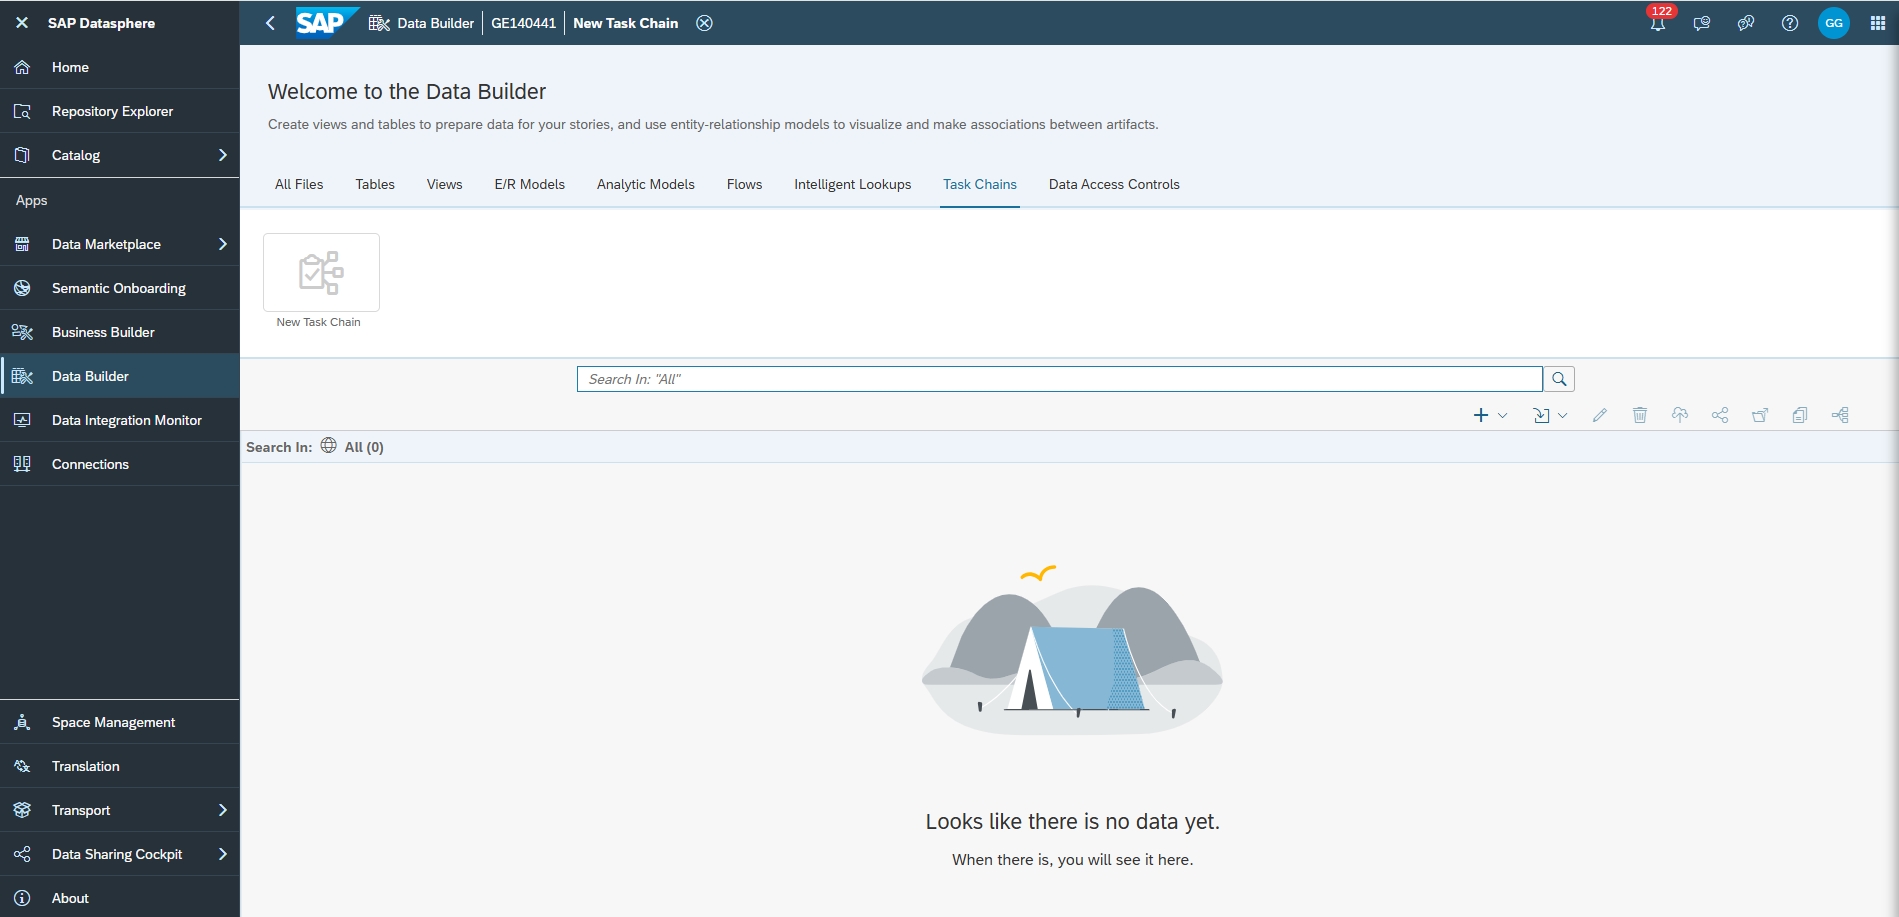 SAP Datasphere
SAP Data Builder GE140441 New Task Chain
122
GG
Home
Repository Explorer
Catalog
Apps
Data Marketplace
Semantic Onboarding
Business Builder
Data Builder
Data Integration Monitor
Connections
Space Management
Translation
Transport
Data Sharing Cockpit
About
Welcome to the Data Builder
Create views and tables to prepare data for your stories, and use entity-relationship models to visualize and make associations between artifacts.
All Files Tables Views E/R Models Analytic Models Flows Intelligent Lookups Task Chains Data Access Controls
New Task Chain
Search In: "All"
Search In: All (0)
Looks like there is no data yet.
When there is, you will see it here.